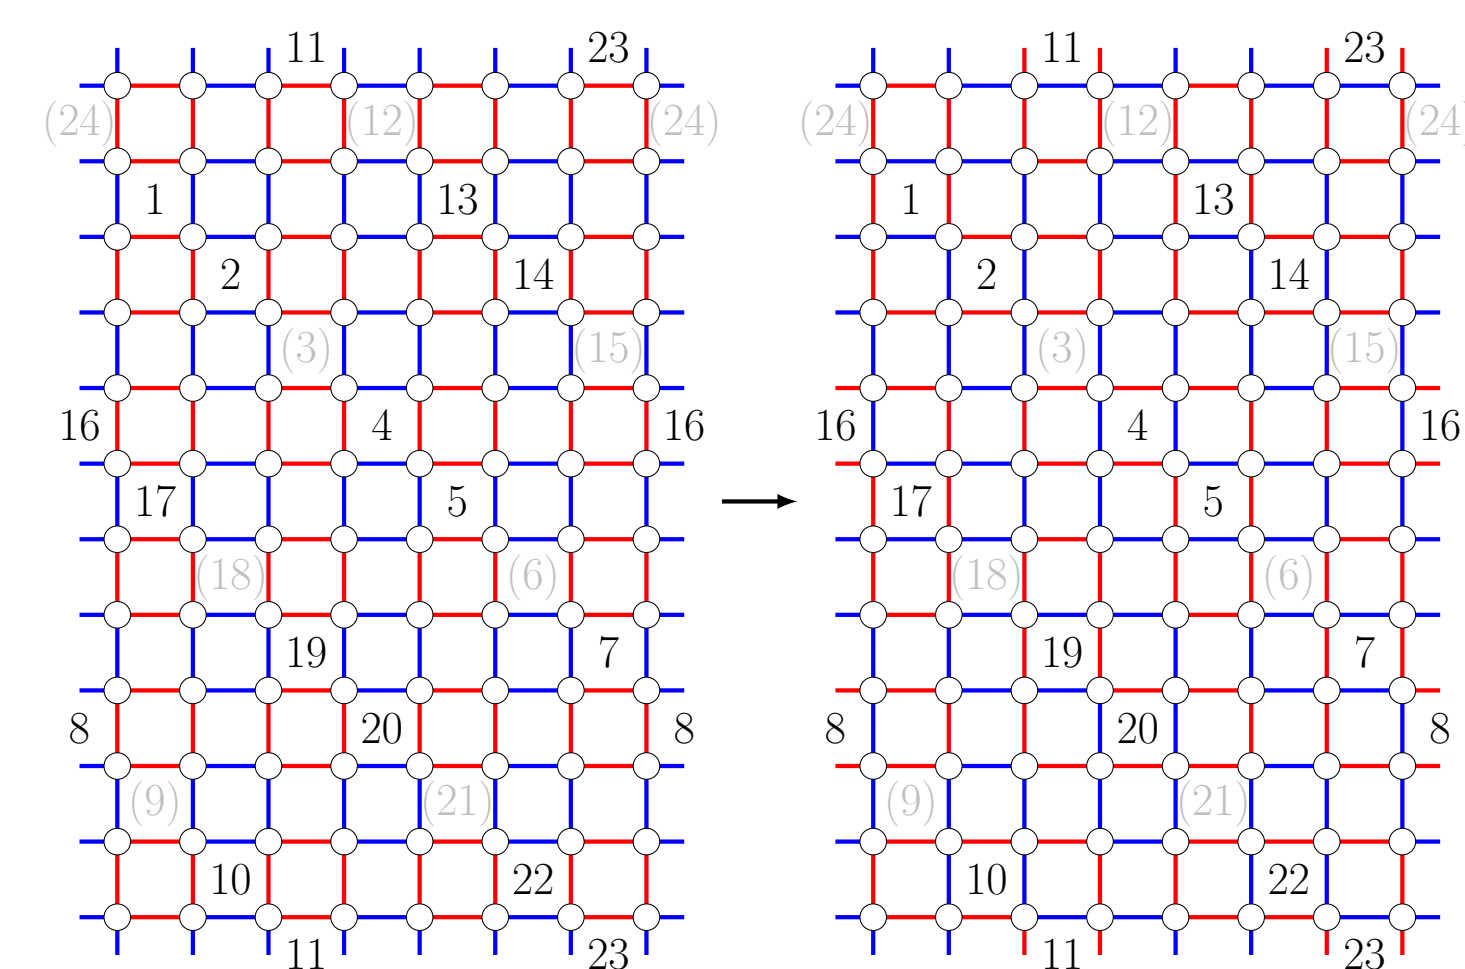 11 23 11 23
(24) (12) (24) (24) (12) (24)
1 13 1 13
2 14 2 14
(3) (15) (3) (15)
16 4 16 16 4 16
17 5 17 5
(18) (6) (18) (6)
19 7 19 7
8 20 8 8 20 8
(9) (21) (9) (21)
10 22 10 22
11 23 11 23